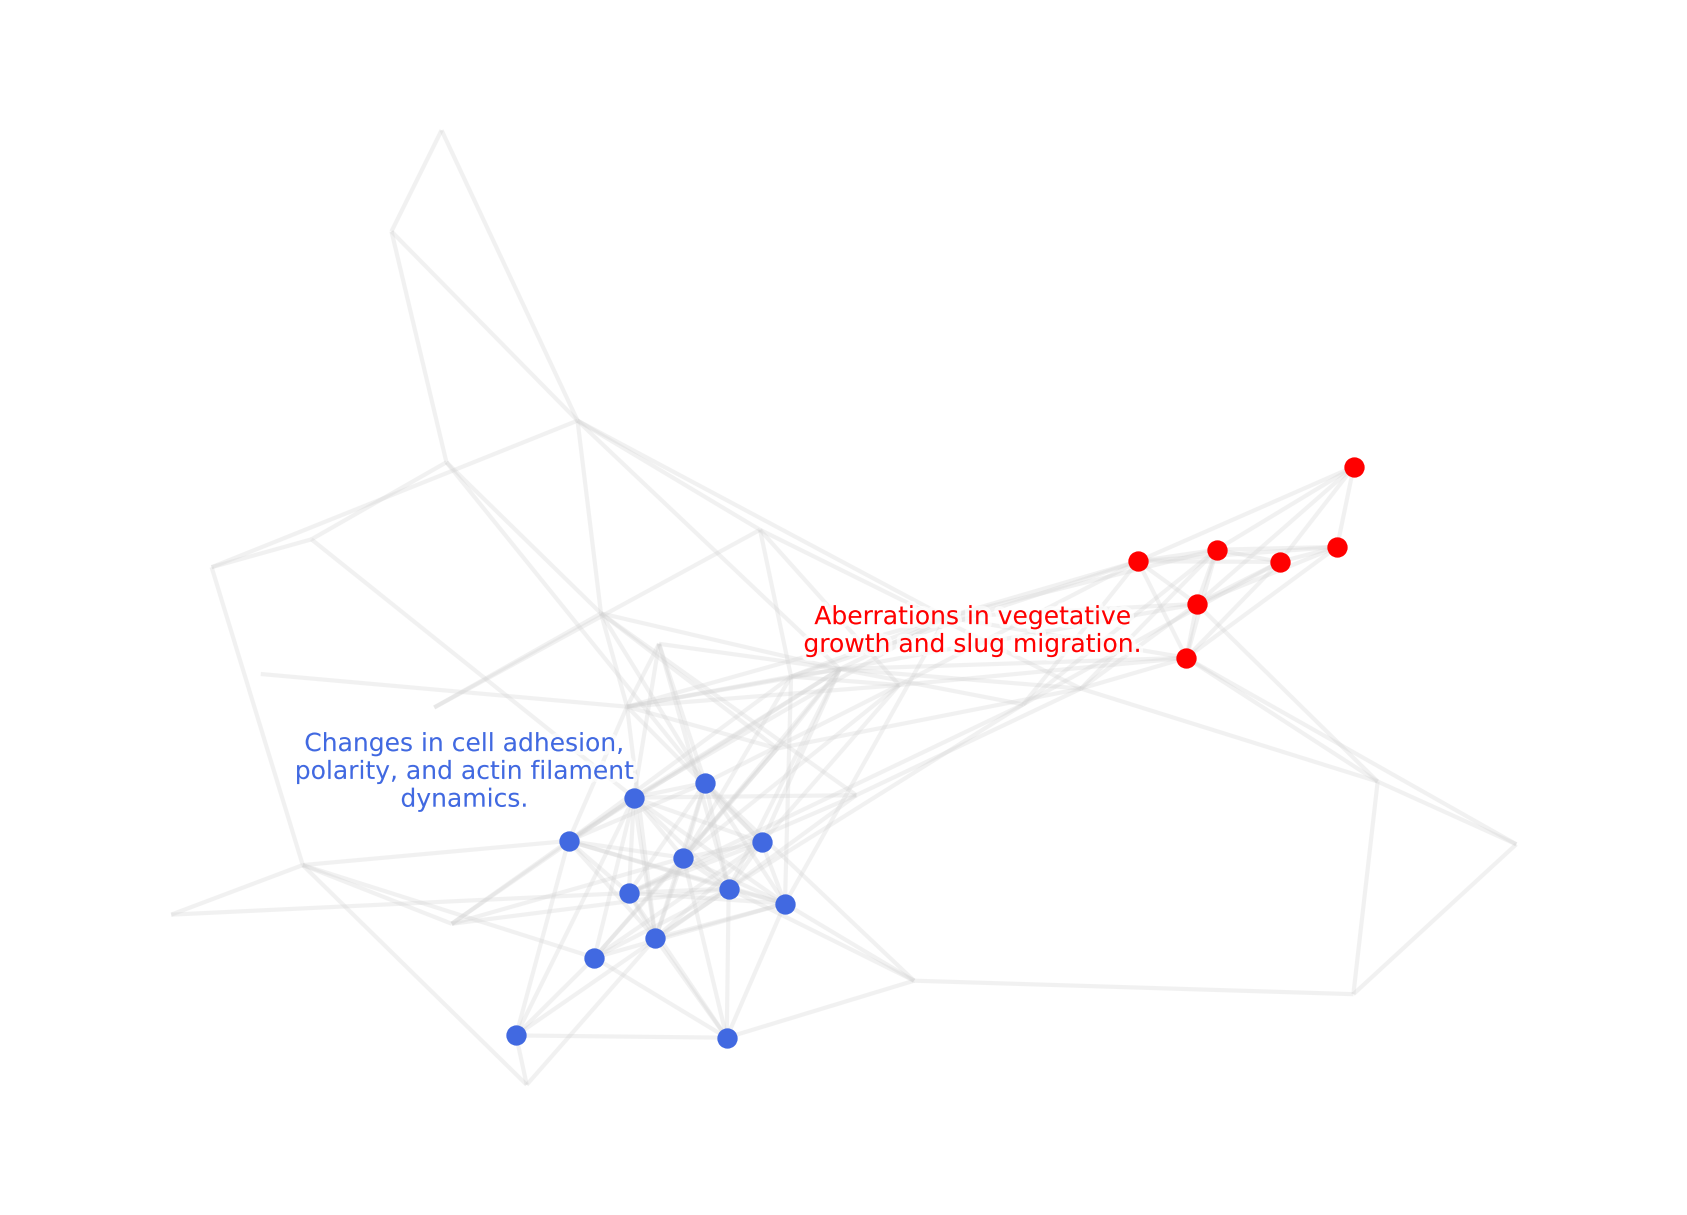 Aberrations in vegetative
growth and slug migration.
Changes in cell adhesion,
polarity, and actin filament
dynamics.